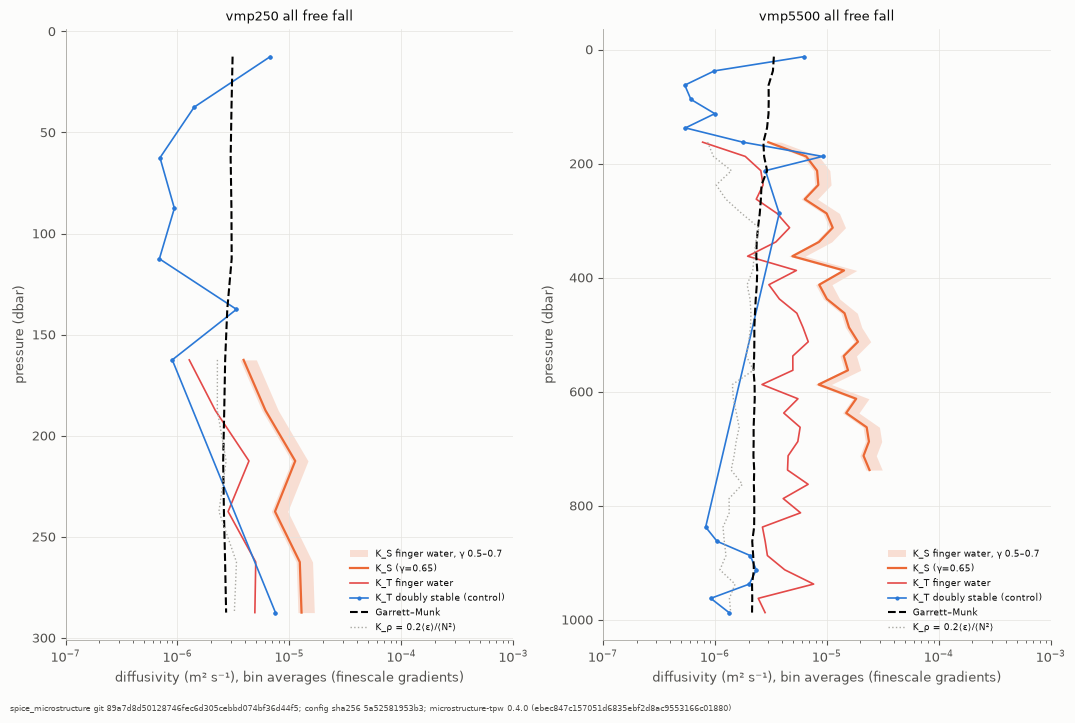 vmp250 all free fall
0
50
100
150
200
250
300
pressure (dbar)
10⁻⁷
10⁻⁶
10⁻⁵
10⁻⁴
10⁻³
diffusivity (m² s⁻¹), bin averages (finescale gradients)
K_S finger water, γ 0.5–0.7
K_S (γ=0.65)
K_T finger water
K_T doubly stable (control)
Garrett–Munk
K_ρ = 0.2⟨ε⟩/⟨N²⟩
vmp5500 all free fall
0
200
400
600
800
1000
pressure (dbar)
10⁻⁷
10⁻⁶
10⁻⁵
10⁻⁴
10⁻³
diffusivity (m² s⁻¹), bin averages (finescale gradients)
K_S finger water, γ 0.5–0.7
K_S (γ=0.65)
K_T finger water
K_T doubly stable (control)
Garrett–Munk
K_ρ = 0.2⟨ε⟩/⟨N²⟩
spice_microstructure git 89a7d8d50128746fec6d305cebbd074bf36d44f5; config sha256 5a52581953b3; microstructure-tpw 0.4.0 (ebec847c157051d6835ebf2d8ac9553166c01880)